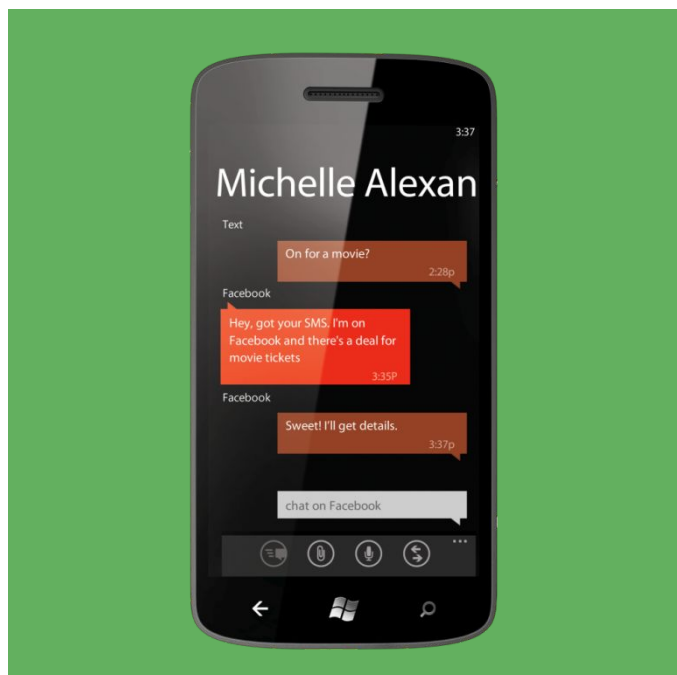 3:37
Michelle Alexan
Text
On for a movie?
2:28p
Facebook
Hey, got your SMS. I'm on
Facebook and there's a deal for
movie tickets
3:35P
Facebook
Sweet! I'll get details.
3:37p
chat on Facebook